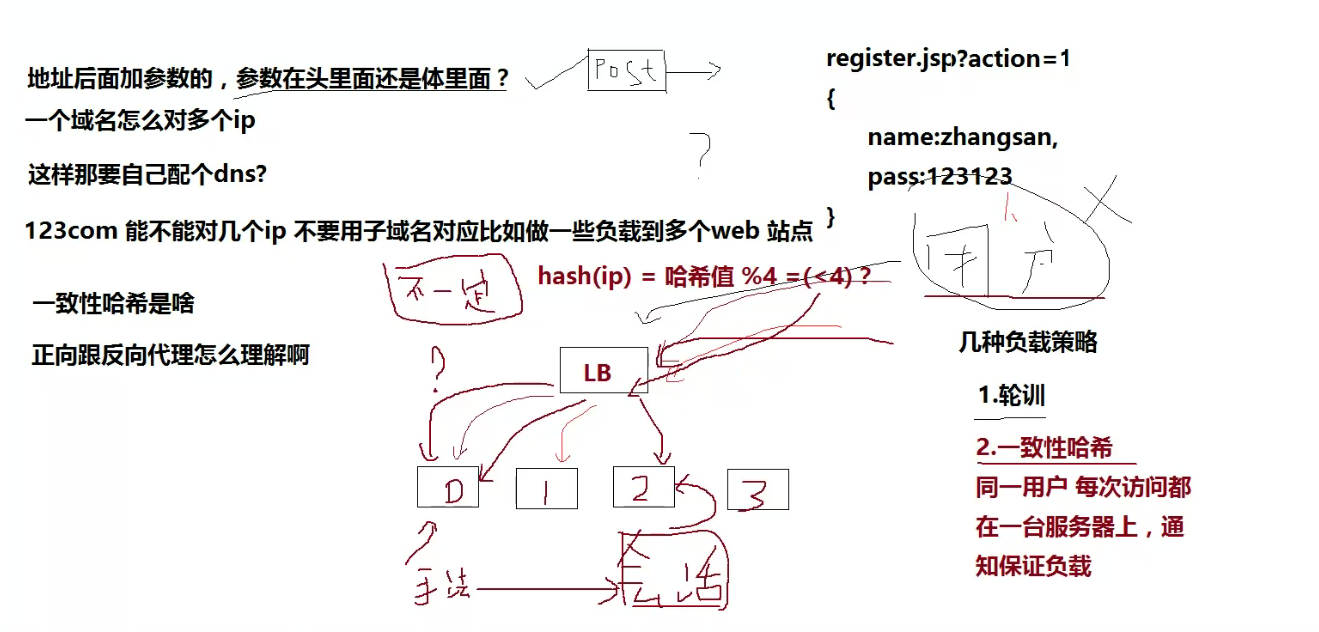 地址后面加参数的，参数在头里面还是体里面？
Post
register.jsp?action=1
{
name:zhangsan,
pass:123123
}
一个域名怎么对多个ip
这样那要自己配个dns?
?
123com 能不能对几个ip 不要用子域名对应比如做一些负载到多个web 站点
不一定
hash(ip) = 哈希值 %4 =(<4) ?
一致性哈希是啥
正向跟反向代理怎么理解啊
?
LB
0
1
2
3
几种负载策略
1.轮训
2.一致性哈希
同一用户 每次访问都
在一台服务器上，通
知保证负载